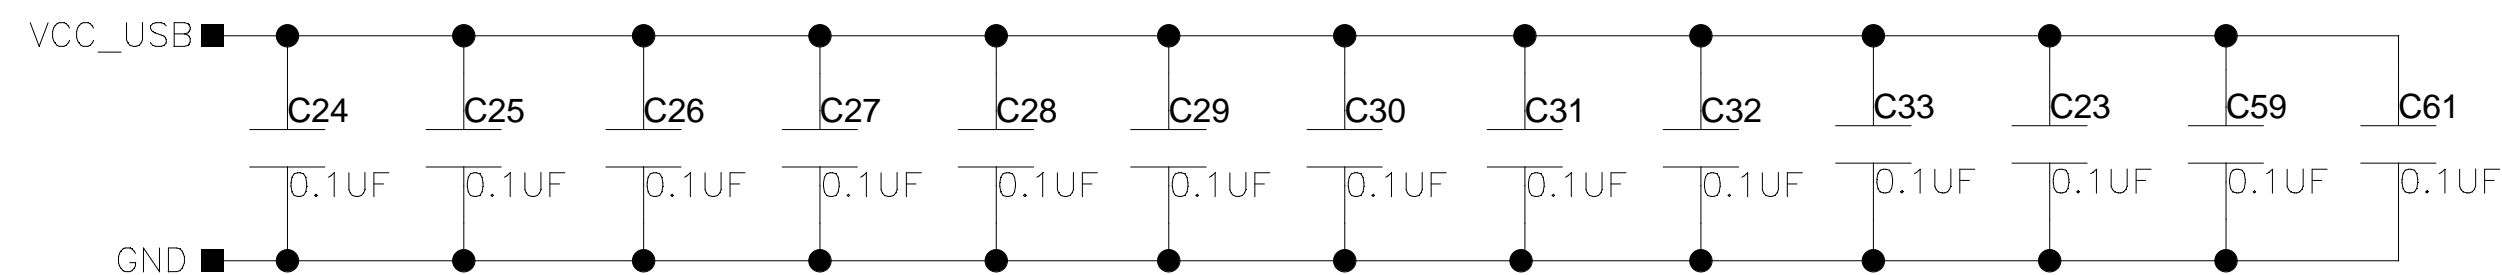 VCC_USB
C24 C25 C26 C27 C28 C29 C30 C31 C32 C33 C23 C59 C61
0.1UF 0.1UF 0.1UF 0.1UF 0.1UF 0.1UF 0.1UF 0.1UF 0.1UF 0.1UF 0.1UF 0.1UF 0.1UF
GND